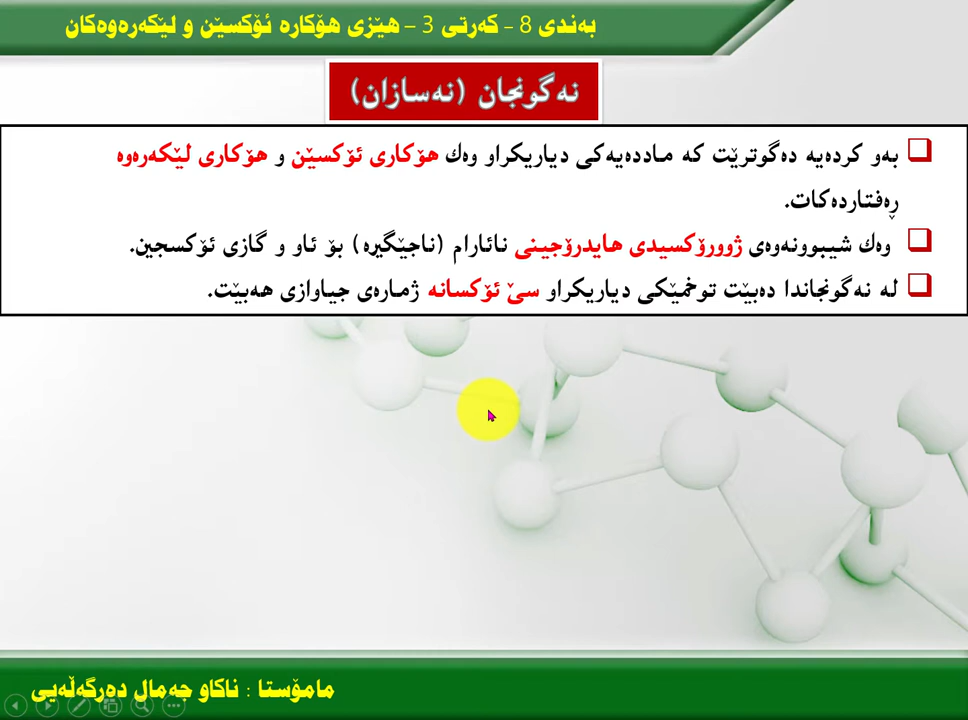 بەندی 8 - کەرتی 3 – هێزی هۆکارە ئۆکسێن و لێکەرەوەکان
نەگونجان (نەسازان)
بەو کردەیە دەگوترێت کە ماددەیەکی دیاریکراو وەك هۆکاری ئۆکسێن و هۆکاری لێکەرەوە
ڕەفتاردەکات.
وەك شیبوونەوەی ژوورۆکسیدی هایدرۆجینی نائارام (ناجێگیرە) بۆ ئاو و گازی ئۆکسجین.
لە نەگونجاندا دەبێت توخمێکی دیاریکراو سێ ئۆکسانە ژمارەی جیاوازی هەبێت.
مامۆستا : ناکاو جەمال دەرگەڵەیی